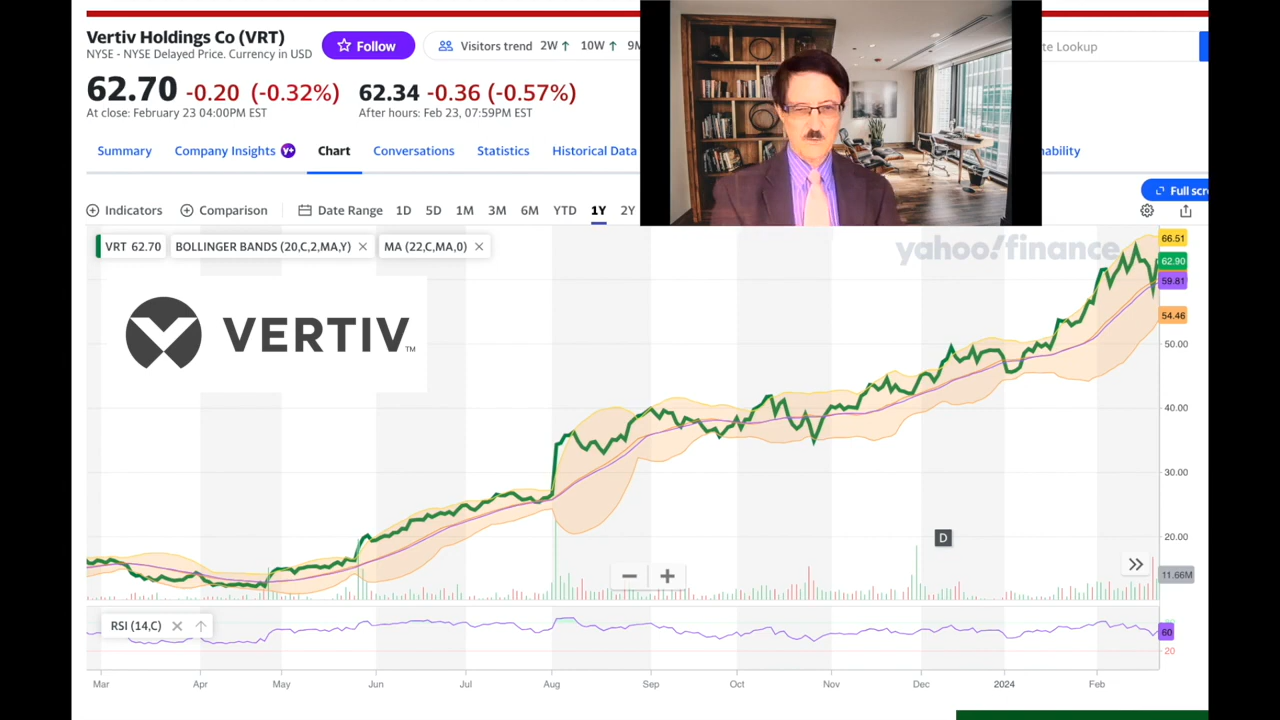 Vertiv Holdings Co (VRT)
NYSE - NYSE Delayed Price. Currency in USD
Follow
Visitors trend 2W ↑ 10W ↑ 9M
te Lookup
62.70 -0.20 (-0.32%) 62.34 -0.36 (-0.57%)
At close: February 23 04:00PM EST After hours: Feb 23, 07:59PM EST
Summary Company Insights Y+ Chart Conversations Statistics Historical Data ability
Full scr
Indicators Comparison Date Range 1D 5D 1M 3M 6M YTD 1Y 2Y
VRT 62.70 BOLLINGER BANDS (20,C,2,MA,Y) × MA (22,C,MA,0) ×
yahoo!finance
66.51
62.90
59.81
54.46
VERTIV™
50.00
40.00
30.00
20.00
D
11.66M
RSI (14,C) ×
60
20
Mar Apr May Jun Jul Aug Sep Oct Nov Dec 2024 Feb